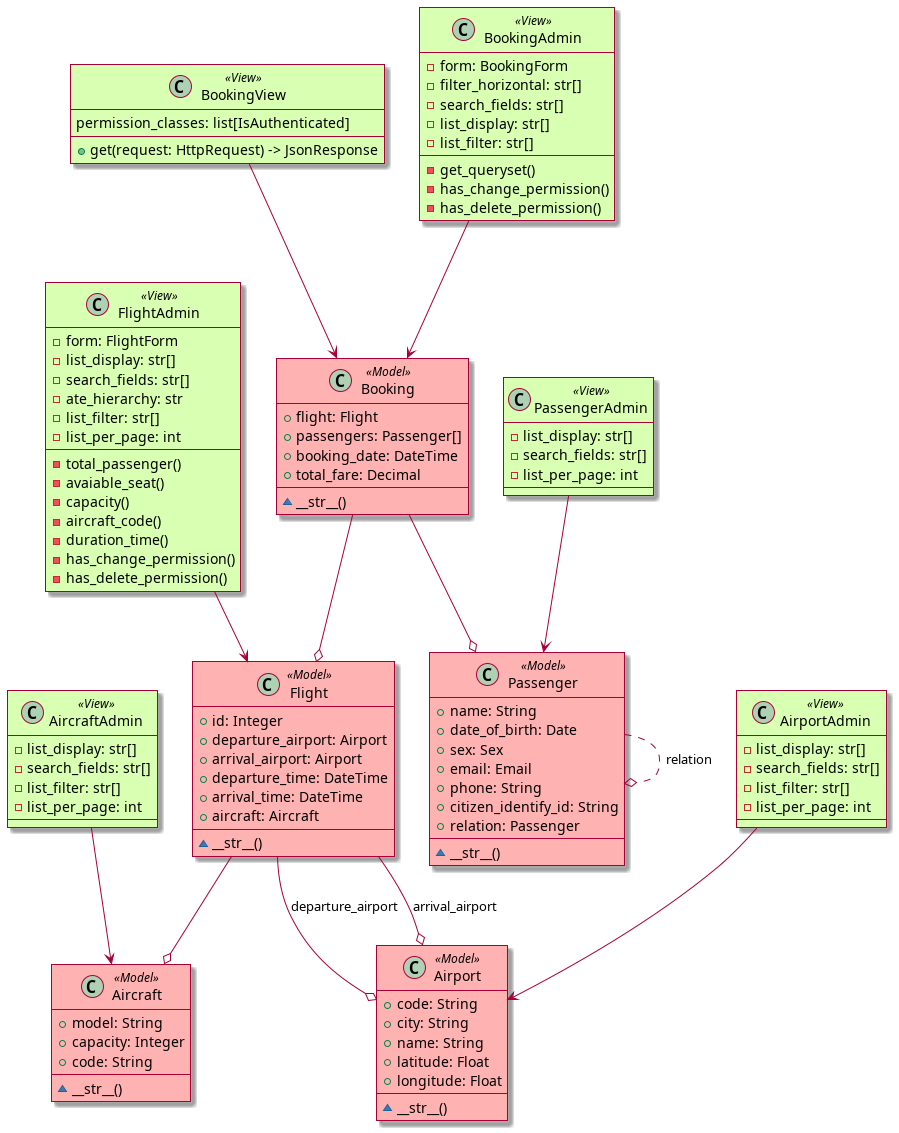 «View»
BookingAdmin
form: BookingForm
filter_horizontal: str[]
search_fields: str[]
list_display: str[]
list_filter: str[]
get_queryset()
has_change_permission()
has_delete_permission()
«View»
BookingView
permission_classes: list[IsAuthenticated]
get(request: HttpRequest) -> JsonResponse
«View»
FlightAdmin
form: FlightForm
list_display: str[]
search_fields: str[]
ate_hierarchy: str
list_filter: str[]
list_per_page: int
total_passenger()
avaiable_seat()
capacity()
aircraft_code()
duration_time()
has_change_permission()
has_delete_permission()
«Model»
Booking
flight: Flight
passengers: Passenger[]
booking_date: DateTime
total_fare: Decimal
__str__()
«View»
PassengerAdmin
list_display: str[]
search_fields: str[]
list_per_page: int
«View»
AircraftAdmin
list_display: str[]
search_fields: str[]
list_filter: str[]
list_per_page: int
«Model»
Flight
id: Integer
departure_airport: Airport
arrival_airport: Airport
departure_time: DateTime
arrival_time: DateTime
aircraft: Aircraft
__str__()
«Model»
Passenger
name: String
date_of_birth: Date
sex: Sex
email: Email
phone: String
citizen_identify_id: String
relation: Passenger
__str__()
relation
«View»
AirportAdmin
list_display: str[]
search_fields: str[]
list_filter: str[]
list_per_page: int
departure_airport
arrival_airport
«Model»
Aircraft
model: String
capacity: Integer
code: String
__str__()
«Model»
Airport
code: String
city: String
name: String
latitude: Float
longitude: Float
__str__()